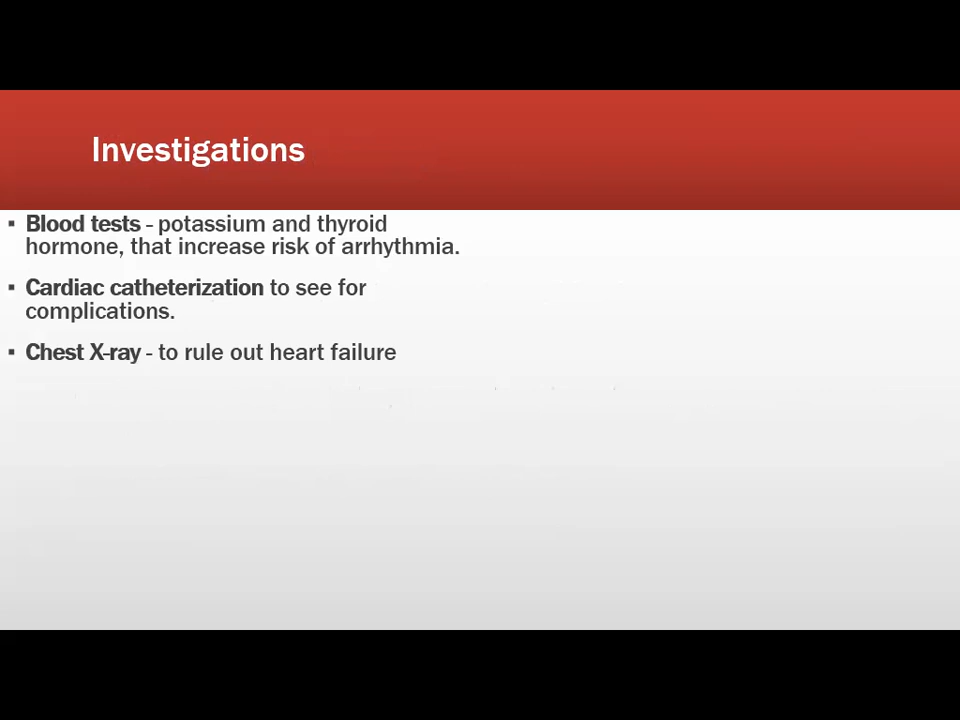 Investigations
▪ Blood tests - potassium and thyroid
hormone, that increase risk of arrhythmia.
▪ Cardiac catheterization to see for
complications.
▪ Chest X-ray - to rule out heart failure